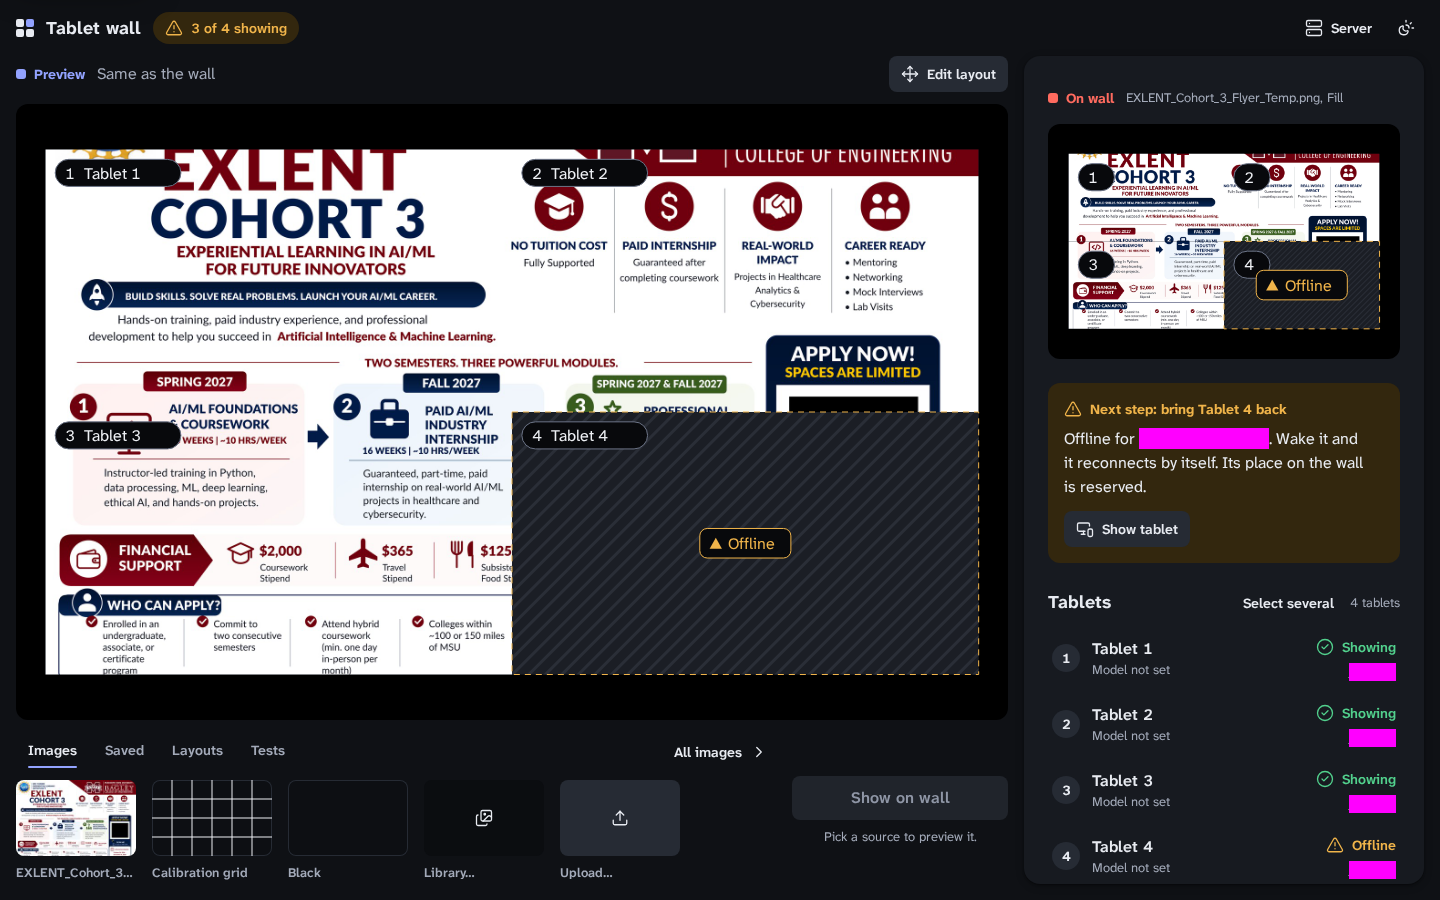 Tablet wall
3 of 4 showing
Server
Preview
Same as the wall
Edit layout
1 Tablet 1
2 Tablet 2
EXLENT
COHORT 3
EXPERIENTIAL LEARNING IN AI/ML
FOR FUTURE INNOVATORS
BUILD SKILLS. SOLVE REAL PROBLEMS. LAUNCH YOUR AI/ML CAREER.
Hands-on training, paid industry experience, and professional
development to help you succeed in Artificial Intelligence & Machine Learning.
COLLEGE OF ENGINEERING
NO TUITION COST
Fully Supported
PAID INTERNSHIP
Guaranteed after
completing coursework
REAL-WORLD
IMPACT
Projects in Healthcare
Analytics &
Cybersecurity
CAREER READY
• Mentoring
• Networking
• Mock Interviews
• Lab Visits
TWO SEMESTERS. THREE POWERFUL MODULES.
APPLY NOW!
SPACES ARE LIMITED
SPRING 2027
1
AI/ML FOUNDATIONS
& COURSEWORK
WEEKS | ~10 HRS/WEEK
3 Tablet 3
Instructor-led training in Python,
data processing, ML, deep learning,
ethical AI, and hands-on projects.
FALL 2027
2
PAID AI/ML
INDUSTRY
INTERNSHIP
16 WEEKS | ~10 HRS/WEEK
Guaranteed, part-time, paid
internship on real-world AI/ML
projects in healthcare and
cybersecurity.
SPRING 2027 & FALL 2027
3
PROFESSIONAL
4 Tablet 4
Offline
FINANCIAL
SUPPORT
$2,000
Coursework
Stipend
$365
Travel
Stipend
$125
Subsist
Food St
WHO CAN APPLY?
Enrolled in an
undergraduate,
associate, or
certificate
program
Commit to
two consecutive
semesters
Attend hybrid
coursework
(min. one day
in-person per
month)
Colleges within
~100 or 150 miles
of MSU
Images
Saved
Layouts
Tests
All images
EXLENT_Cohort_3...
Calibration grid
Black
Library...
Upload...
Show on wall
Pick a source to preview it.
On wall
EXLENT_Cohort_3_Flyer_Temp.png, Fill
1
2
3
4
Offline
Next step: bring Tablet 4 back
Offline for . Wake it and
it reconnects by itself. Its place on the wall
is reserved.
Show tablet
Tablets
Select several
4 tablets
1
Tablet 1
Model not set
Showing
2
Tablet 2
Model not set
Showing
3
Tablet 3
Model not set
Showing
4
Tablet 4
Model not set
Offline